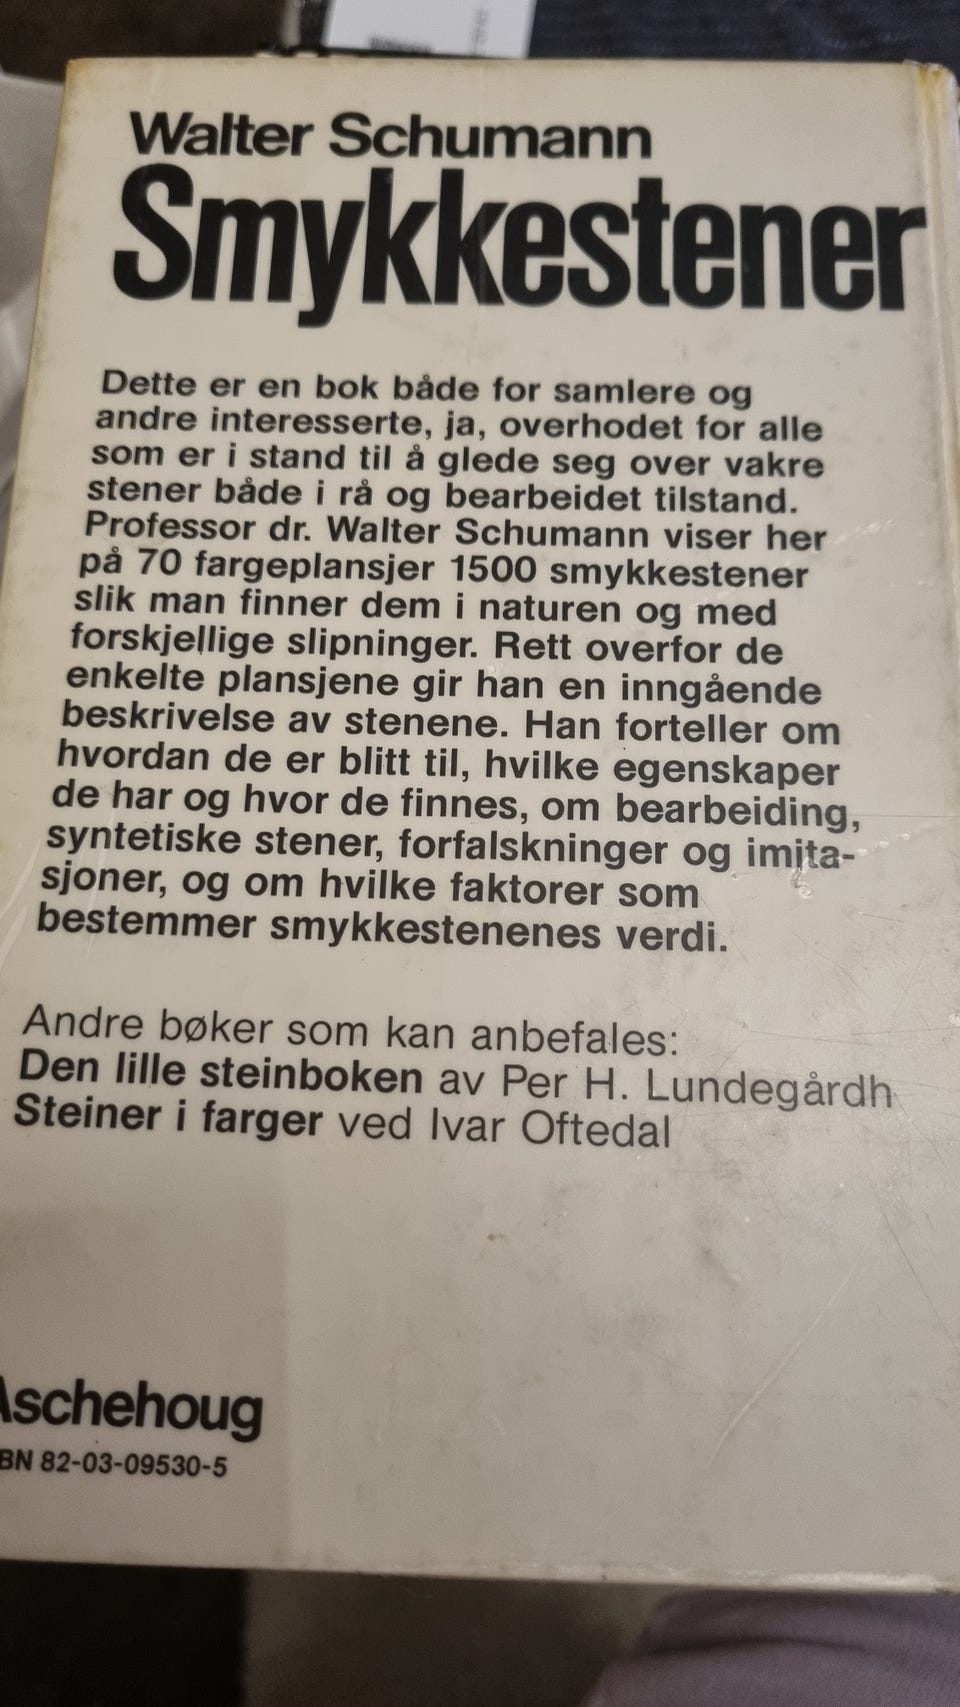 Walter Schumann
Smykkestener
Dette er en bok både for samlere og
andre interesserte, ja, overhodet for alle
som er i stand til å glede seg over vakre
stener både i rå og bearbeidet tilstand.
Professor dr. Walter Schumann viser her
på 70 fargeplansjer 1500 smykkestener
slik man finner dem i naturen og med
forskjellige slipninger. Rett overfor de
enkelte plansjene gir han en inngående
beskrivelse av stenene. Han forteller om
hvordan de er blitt til, hvilke egenskaper
de har og hvor de finnes, om bearbeiding,
syntetiske stener, forfalskninger og imita-
sjoner, og om hvilke faktorer som
bestemmer smykkestenenes verdi.
Andre bøker som kan anbefales:
Den lille steinboken av Per H. Lundegårdh
Steiner i farger ved Ivar Oftedal
Aschehoug
BN 82-03-09530-5